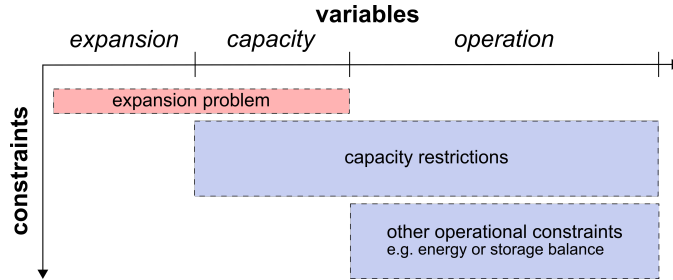 variables
expansion capacity operation
constraints
expansion problem
capacity restrictions
other operational constraints
e.g. energy or storage balance